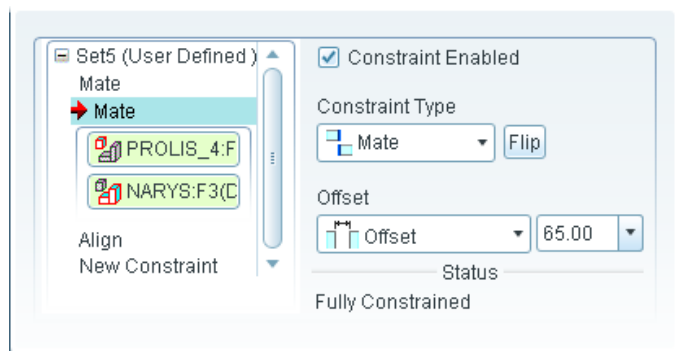 Set5 (User Defined )
Mate
Mate
PROLIS_4:F
NARYS:F3(D
Align
New Constraint
Constraint Enabled
Constraint Type
Mate
Flip
Offset
Offset
65.00
Status
Fully Constrained